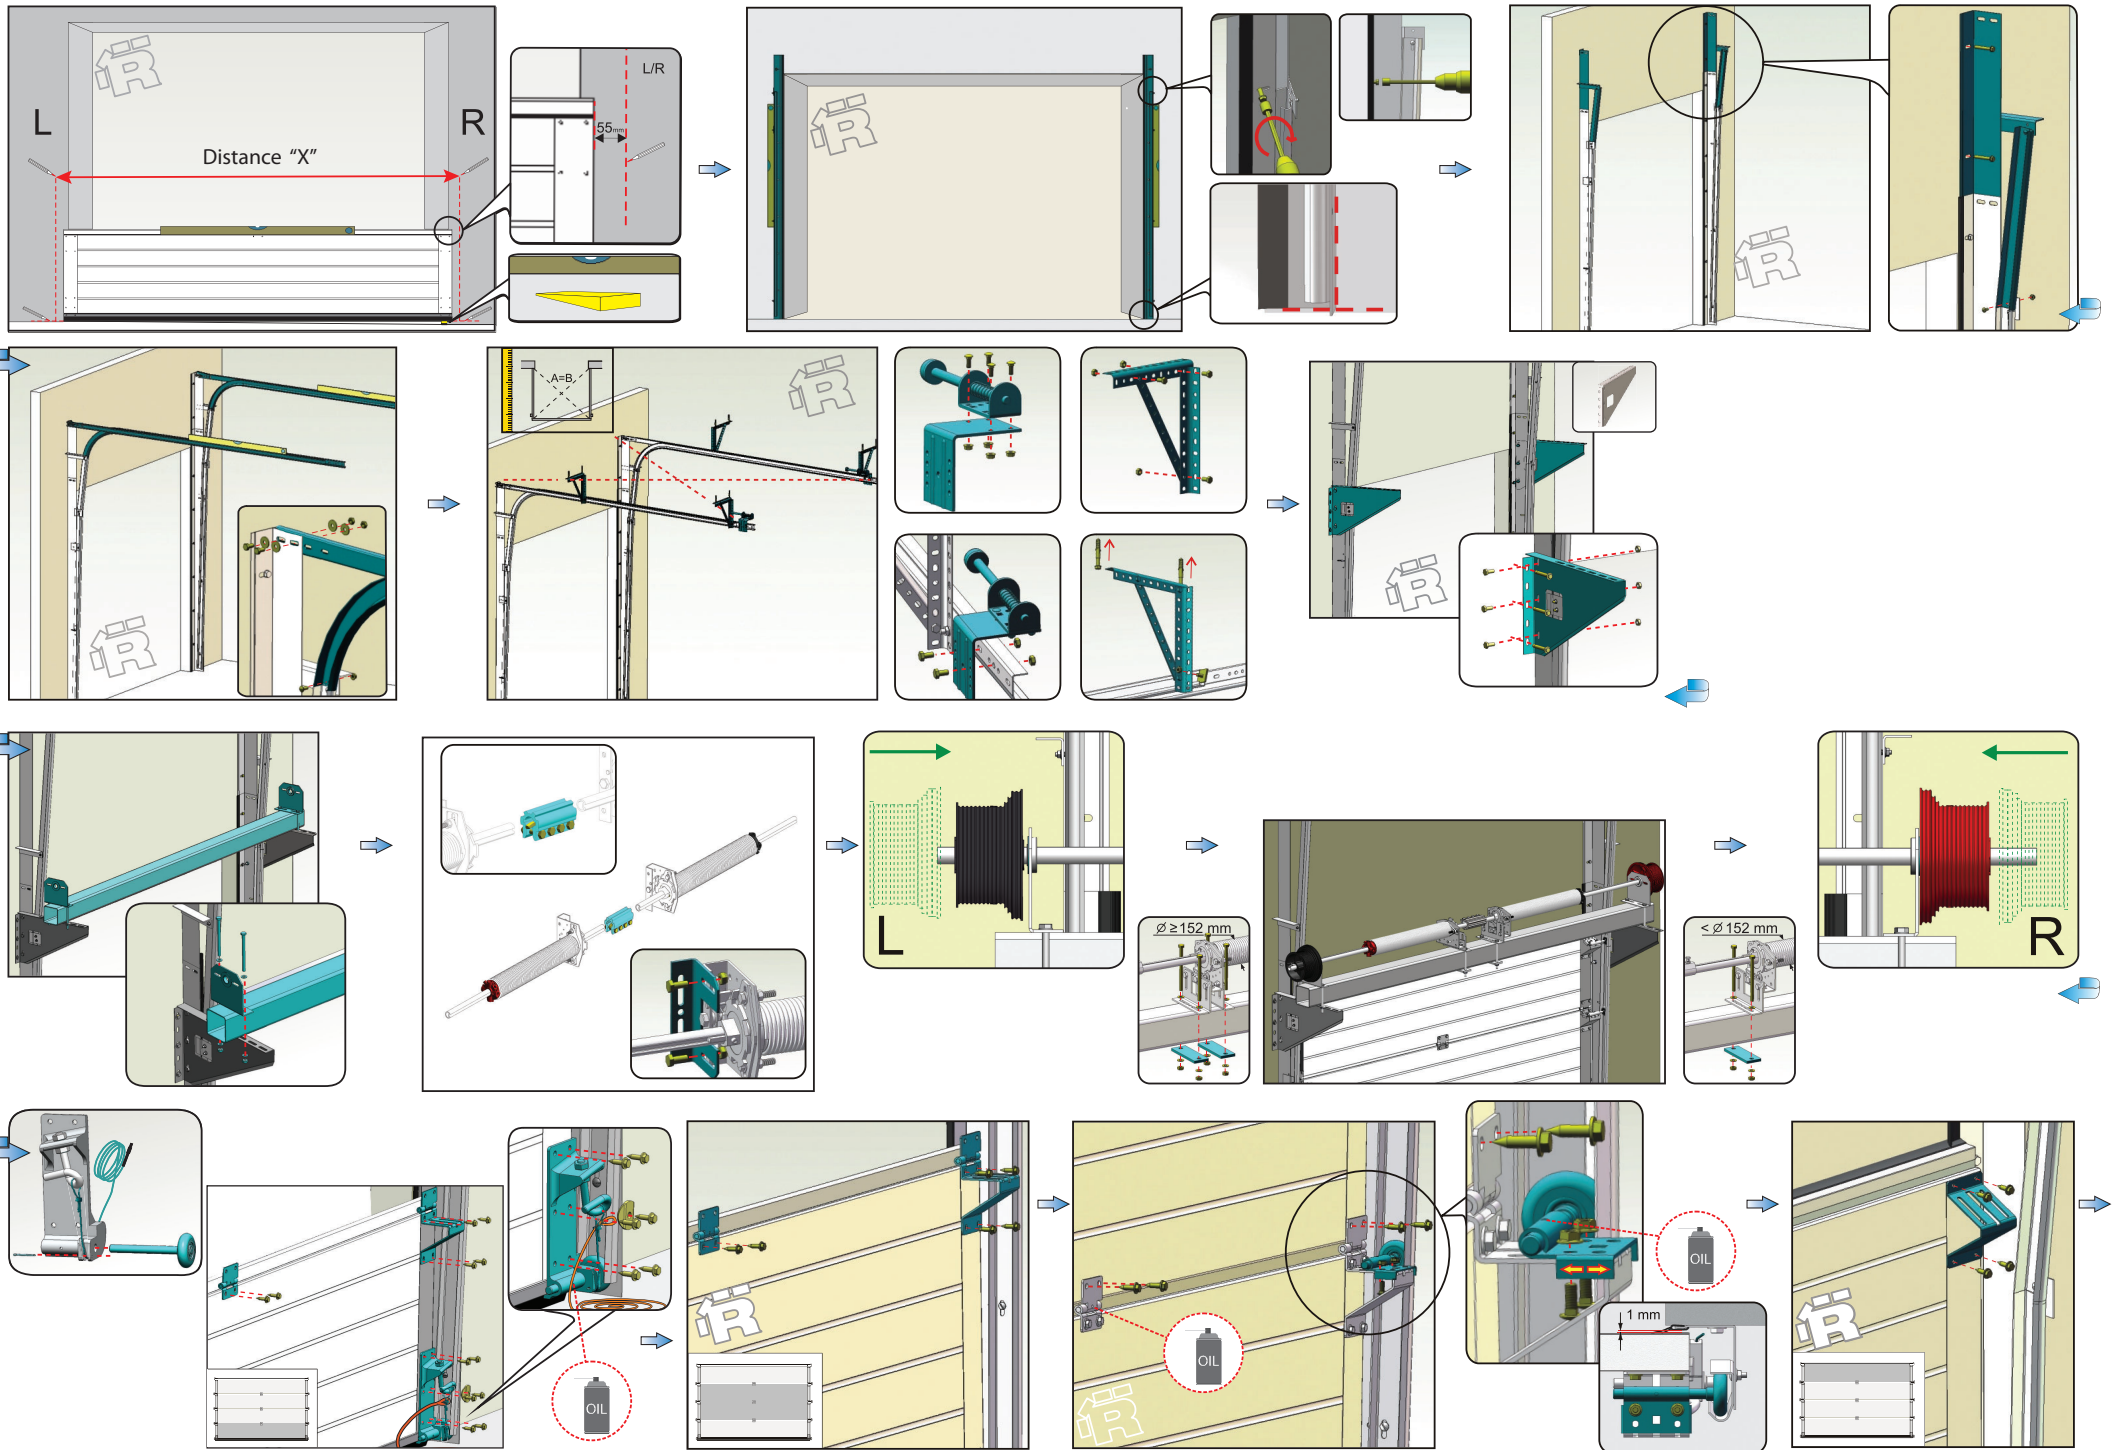 L
R
Distance "X"
L/R
55mm
A=B
L
Ø ≥ 152 mm
< Ø 152 mm
R
OIL
OIL
OIL
1 mm